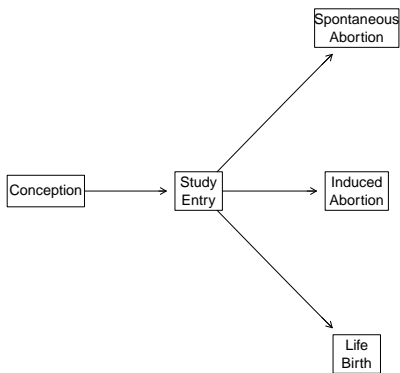 Spontaneous
Abortion
Conception
Study
Entry
Induced
Abortion
Life
Birth